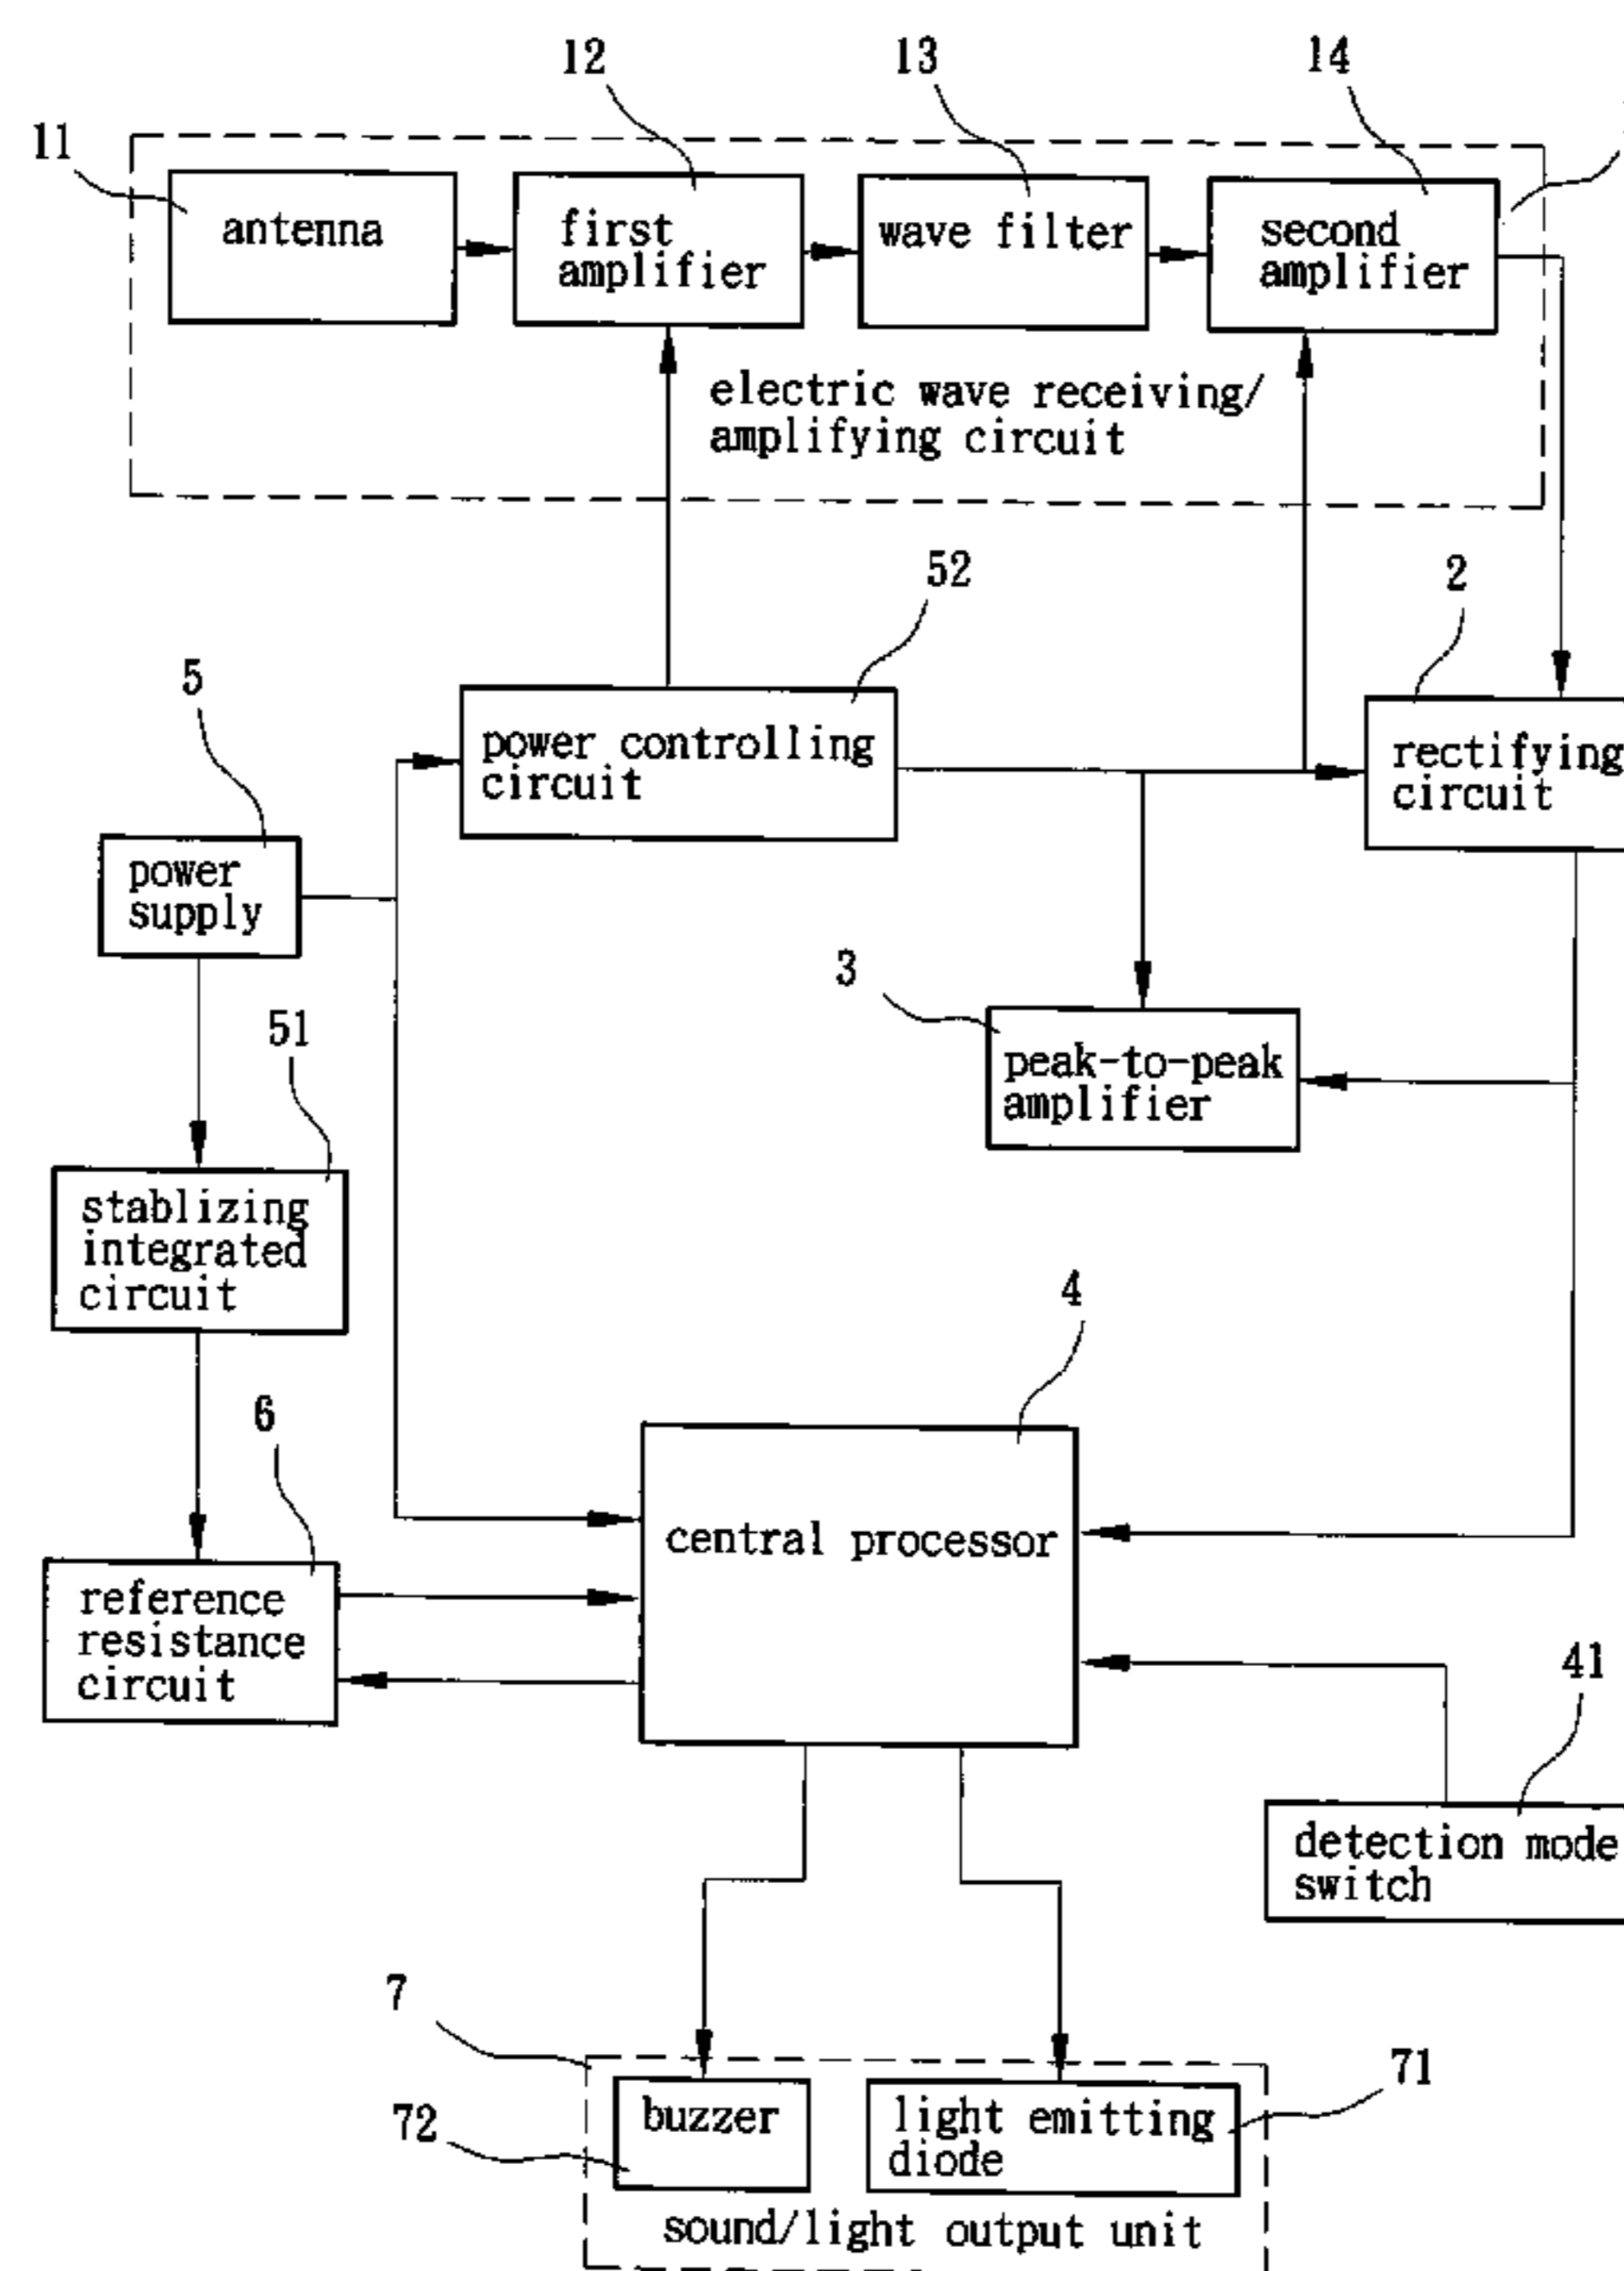 12
13
14
11
antenna
first
amplifier
wave filter
second
amplifier
electric wave receiving/
amplifying circuit
52
2
5
power controlling
circuit
rectifying
circuit
power
supply
3
51
peak-to-peak
amplifier
stablizing
integrated
circuit
4
6
central processor
reference
resistance
circuit
41
detection mode
switch
7
71
72
buzzer
light emitting
diode
sound/light output unit